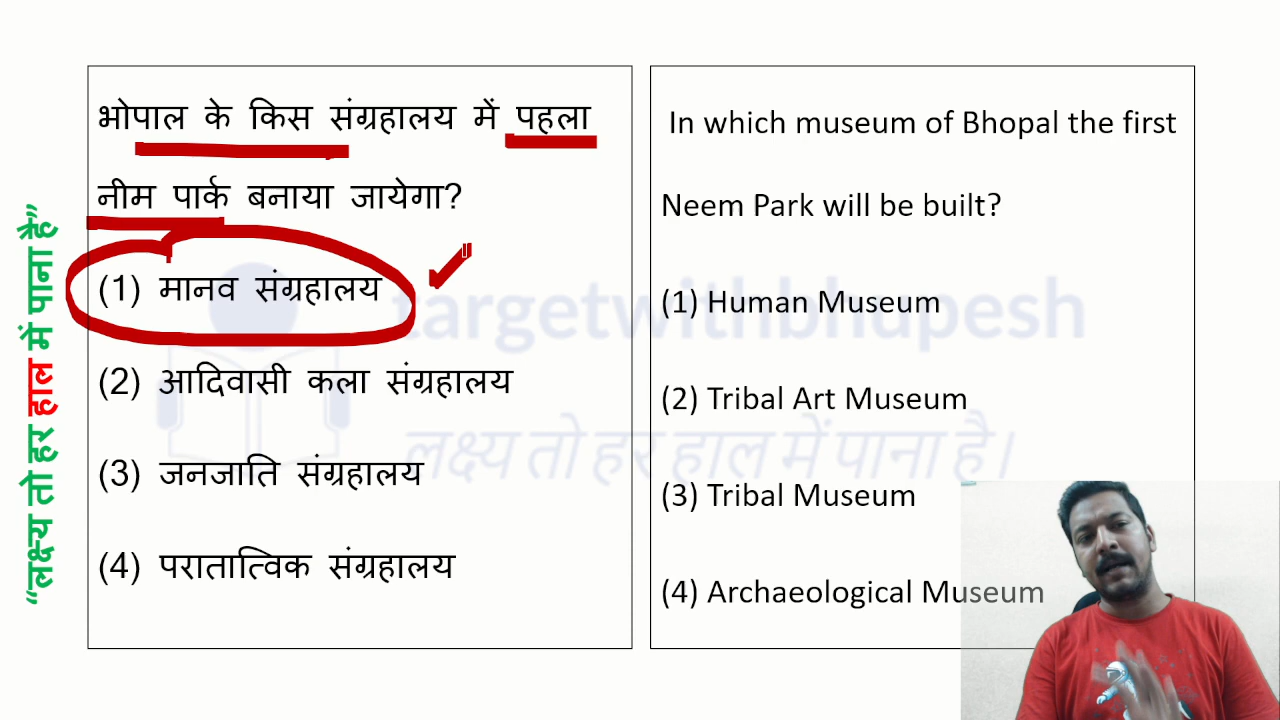 “लक्ष्य तो हर हाल में पाना है”
भोपाल के किस संग्रहालय में पहला
नीम पार्क बनाया जायेगा?
(1) मानव संग्रहालय
(2) आदिवासी कला संग्रहालय
(3) जनजाति संग्रहालय
(4) परातात्विक संग्रहालय
In which museum of Bhopal the first
Neem Park will be built?
(1) Human Museum
(2) Tribal Art Museum
(3) Tribal Museum
(4) Archaeological Museum
targetwithbhupesh
लक्ष्य तो हर हाल में पाना है।